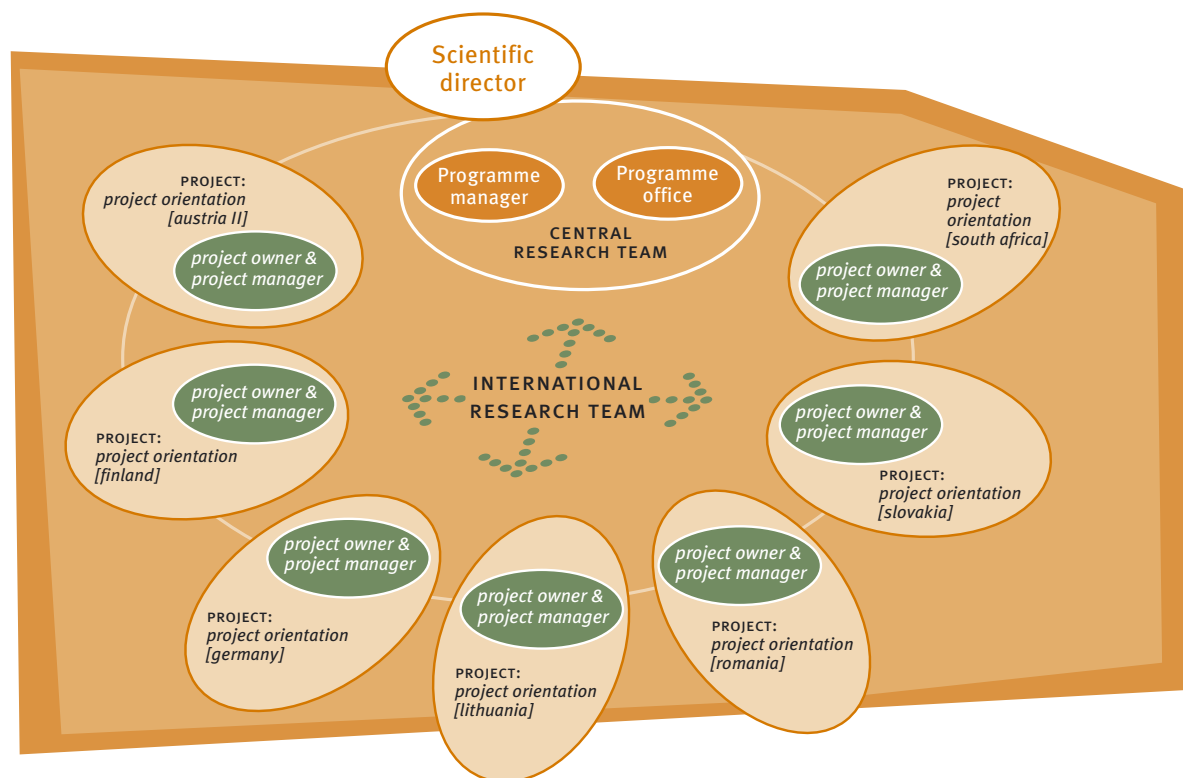 Scientific
director
Programme
manager
Programme
office
CENTRAL
RESEARCH TEAM
PROJECT:
project orientation
[austria II]
project owner &
project manager
PROJECT:
project
orientation
[south africa]
project owner &
project manager
INTERNATIONAL
RESEARCH TEAM
project owner &
project manager
PROJECT:
project orientation
[finland]
project owner &
project manager
PROJECT:
project orientation
[slovakia]
project owner &
project manager
PROJECT:
project orientation
[germany]
project owner &
project manager
PROJECT:
project orientation
[lithuania]
project owner &
project manager
PROJECT:
project orientation
[romania]